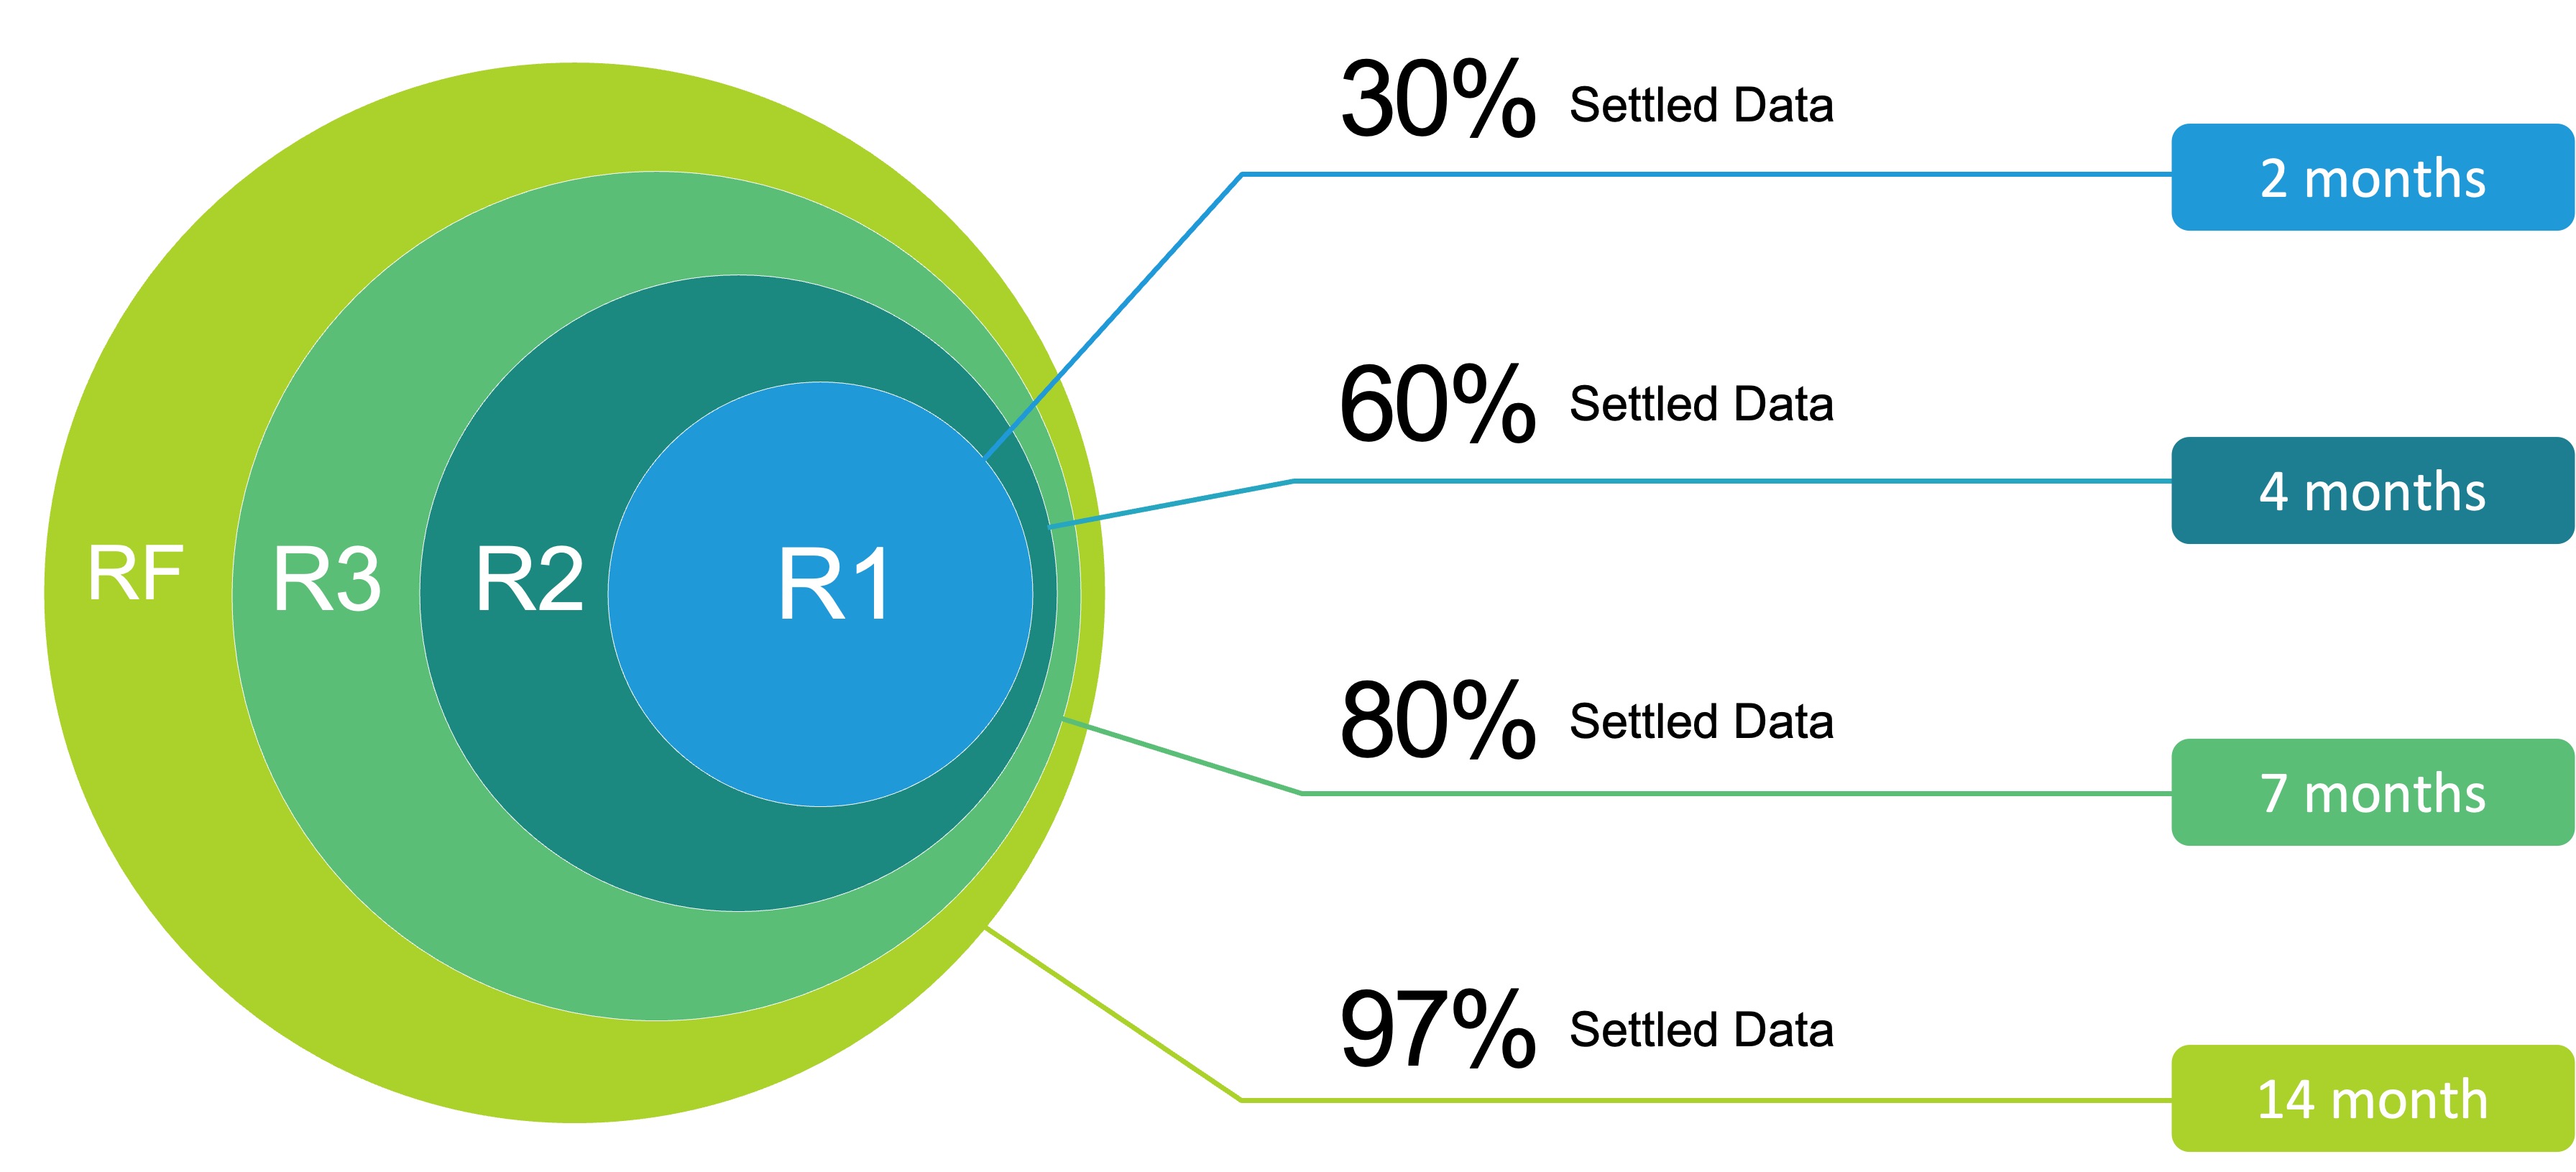 30% Settled Data
2 months
60% Settled Data
4 months
RF R3 R2 R1
80% Settled Data
7 months
97% Settled Data
14 month